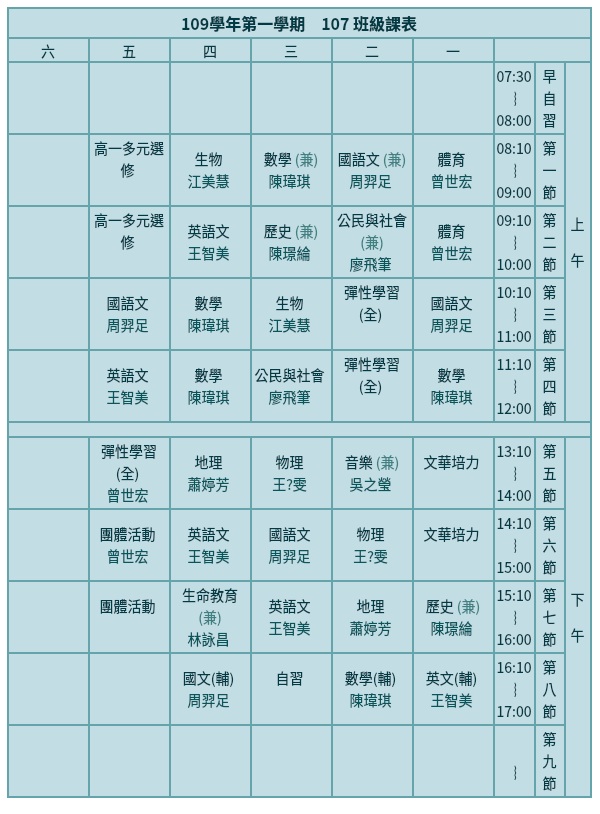 109學年第一學期　107 班級課表
六 五 四 三 二 一
07:30
⌇
08:00
早
自
習
上
午
高一多元選
修
生物
江美慧
數學 (兼)
陳瑋琪
國語文 (兼)
周羿足
體育
曾世宏
08:10
⌇
09:00
第
一
節
高一多元選
修
英語文
王智美
歷史 (兼)
陳璟綸
公民與社會
(兼)
廖飛筆
體育
曾世宏
09:10
⌇
10:00
第
二
節
國語文
周羿足
數學
陳瑋琪
生物
江美慧
彈性學習
(全)
國語文
周羿足
10:10
⌇
11:00
第
三
節
英語文
王智美
數學
陳瑋琪
公民與社會
廖飛筆
彈性學習
(全)
數學
陳瑋琪
11:10
⌇
12:00
第
四
節
彈性學習
(全)
曾世宏
地理
蕭婷芳
物理
王?雯
音樂 (兼)
吳之瑩
文華培力
13:10
⌇
14:00
第
五
節
下
午
團體活動
曾世宏
英語文
王智美
國語文
周羿足
物理
王?雯
文華培力
14:10
⌇
15:00
第
六
節
團體活動
生命教育
(兼)
林詠昌
英語文
王智美
地理
蕭婷芳
歷史 (兼)
陳璟綸
15:10
⌇
16:00
第
七
節
國文(輔)
周羿足
自習
數學(輔)
陳瑋琪
英文(輔)
王智美
16:10
⌇
17:00
第
八
節
⌇
第
九
節